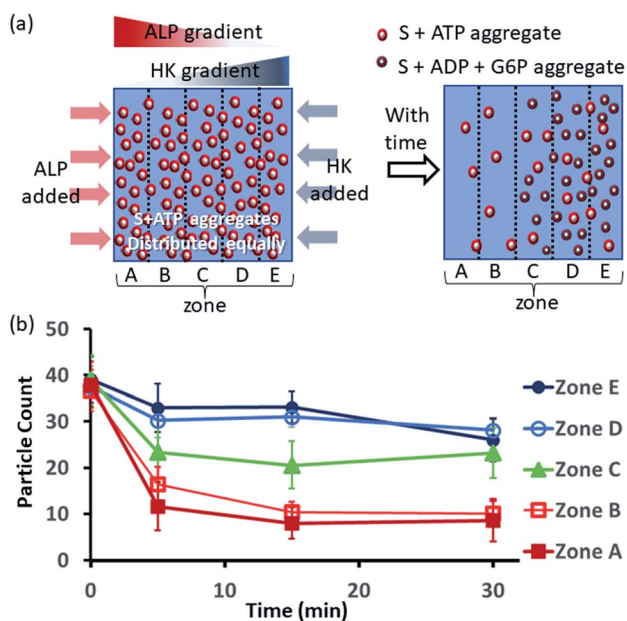 (a)
ALP gradient
HK gradient
S + ATP aggregate
S + ADP + G6P aggregate
ALP
added
HK
added
With
time
S+ATP aggregates
Distributed equally
A B C D E
zone
A B C D E
zone
(b)
50
40
30
20
10
0
Particle Count
0 10 20 30
Time (min)
Zone E
Zone D
Zone C
Zone B
Zone A